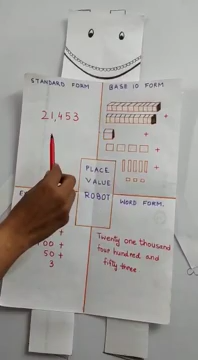 STANDARD FORM
21,453
BASE 10 FORM
+
+
+
+
PLACE
VALUE
ROBOT
00 +
50 +
3
WORD FORM.
Twenty one thousand
four hundred and
fifty three